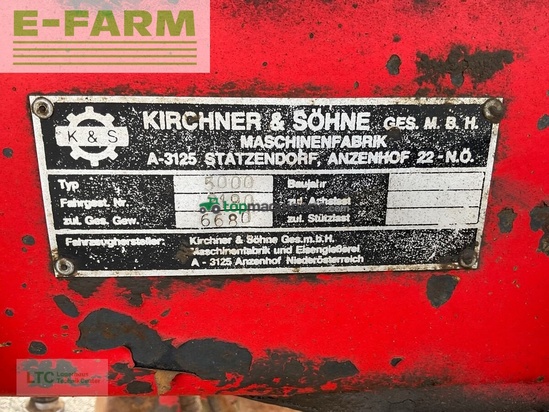 E-FARM
KIRCHNER & SÖHNE GES. M. B. H.
K & S
MASCHINENFABRIK
A-3125 STATZENDORF, ANZENHOF 22 - N.Ö.
Typ 5000 Baujahr
Fahrgest. Nr. zul. Achslast
zul. Ges. Gew. 6680 zul. Stützlast
Fahrzeughersteller: Kirchner & Söhne Ges.m.b.H.
Maschinenfabrik und Eisengießerei
A - 3125 Anzenhof Niederösterreich
LTC